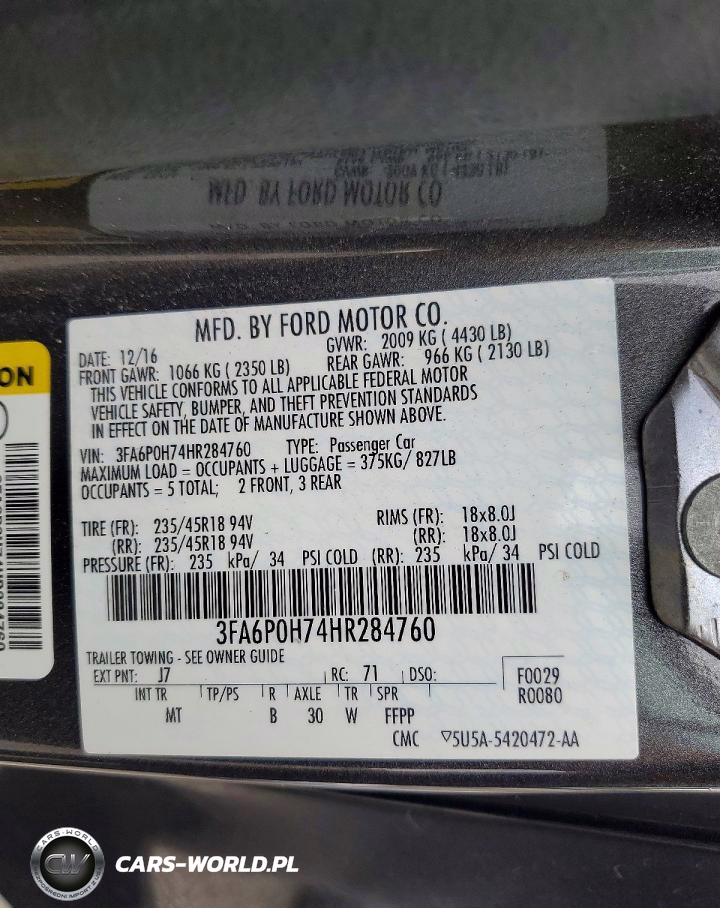 MFD. BY FORD MOTOR CO.
DATE: 12/16 GVWR: 2009 KG ( 4430 LB)
FRONT GAWR: 1066 KG ( 2350 LB) REAR GAWR: 966 KG ( 2130 LB)
THIS VEHICLE CONFORMS TO ALL APPLICABLE FEDERAL MOTOR
VEHICLE SAFETY, BUMPER, AND THEFT PREVENTION STANDARDS
IN EFFECT ON THE DATE OF MANUFACTURE SHOWN ABOVE.
VIN: 3FA6P0H74HR284760 TYPE: Passenger Car
MAXIMUM LOAD = OCCUPANTS + LUGGAGE = 375KG/ 827LB
OCCUPANTS = 5 TOTAL; 2 FRONT, 3 REAR
TIRE (FR): 235/45R18 94V RIMS (FR): 18x8.0J
(RR): 235/45R18 94V (RR): 18x8.0J
PRESSURE (FR): 235 kPa/ 34 PSI COLD (RR): 235 kPa/ 34 PSI COLD
3FA6P0H74HR284760
TRAILER TOWING - SEE OWNER GUIDE
EXT PNT: J7 RC: 71 DSO: F0029
INT TR TP/PS R AXLE TR SPR R0080
MT B 30 W FFPP
CMC ▽5U5A-5420472-AA
ON
CARS-WORLD
CW
CARS-WORLD.PL